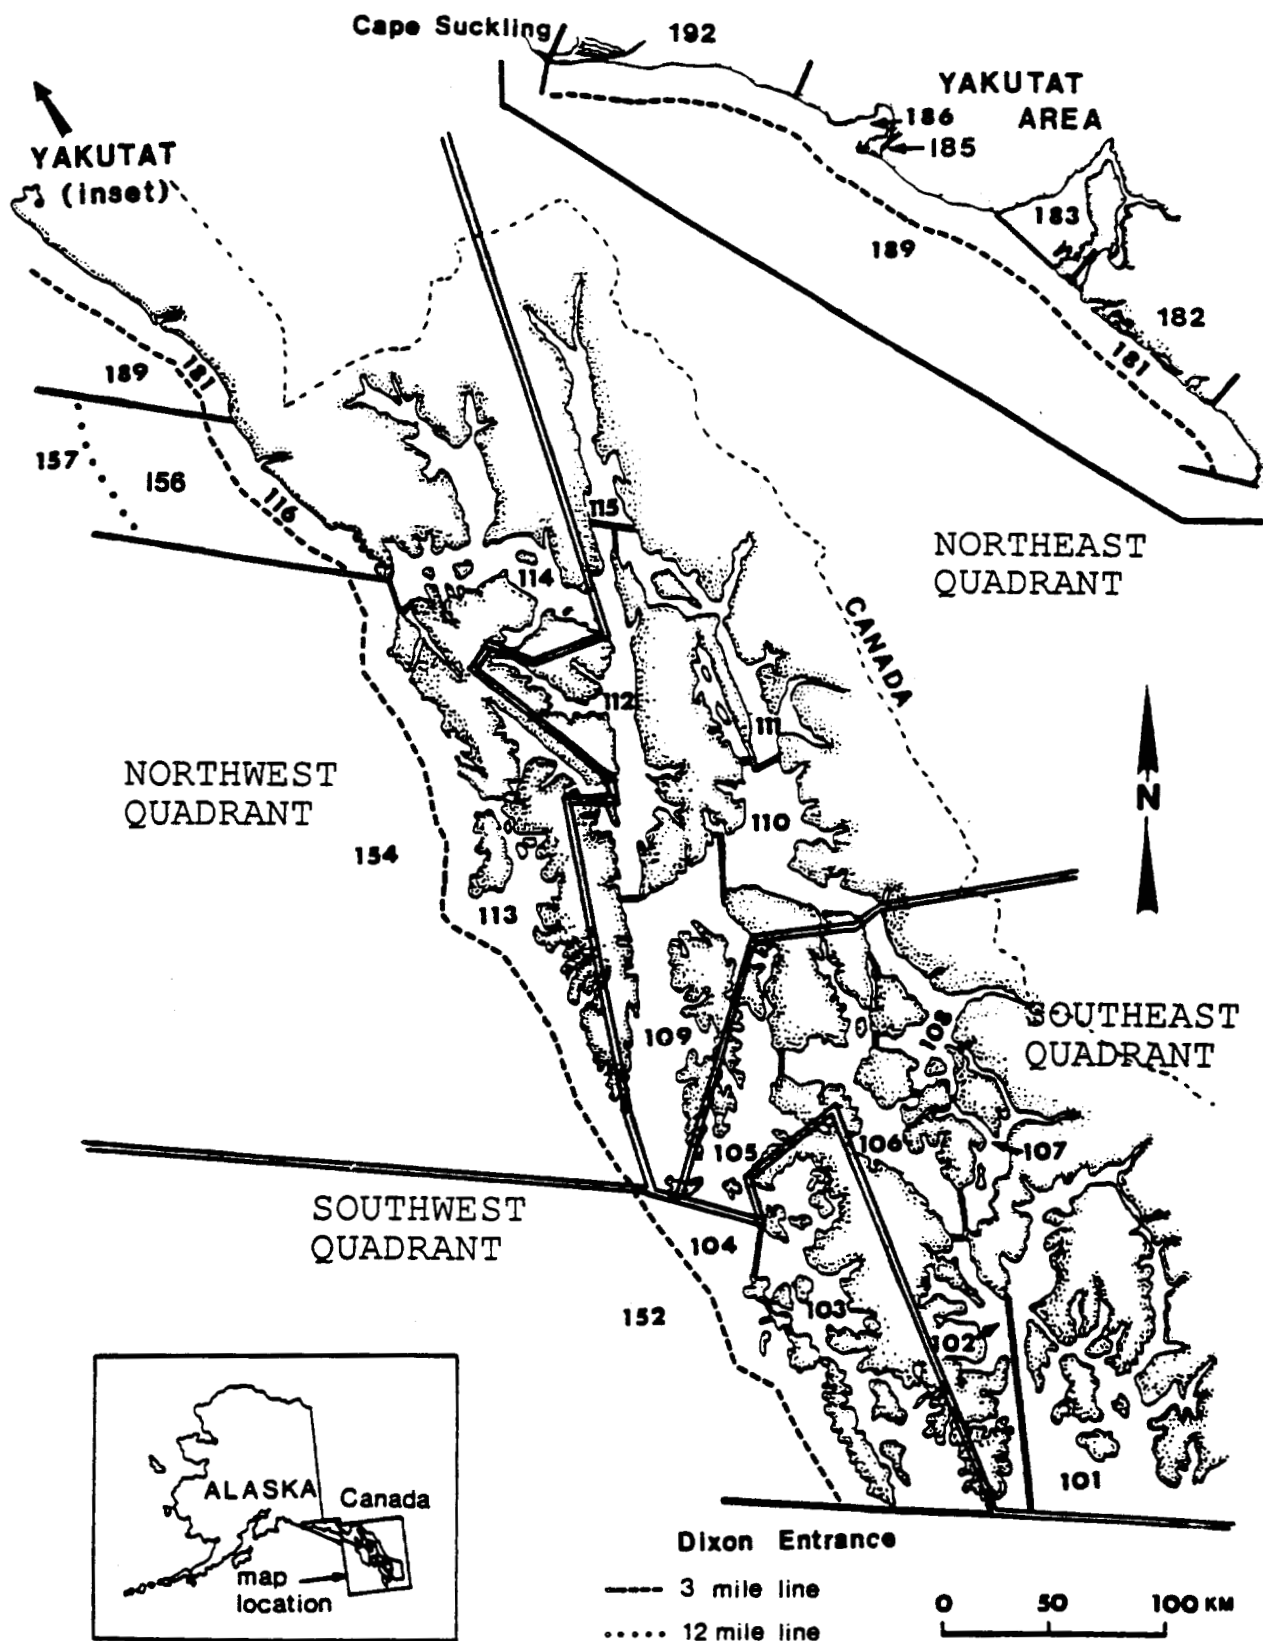 Cape Suckling
192
YAKUTAT
AREA
186
185
YAKUTAT
(inset)
183
189
182
181
189
181
157
156
116
115
114
NORTHEAST
QUADRANT
CANADA
112
111
N
NORTHWEST
QUADRANT
110
154
113
109
108
SOUTHEAST
QUADRANT
105
106
107
SOUTHWEST
QUADRANT
104
103
152
102
101
ALASKA
Canada
map
location
Dixon Entrance
3 mile line
12 mile line
0 50 100 KM